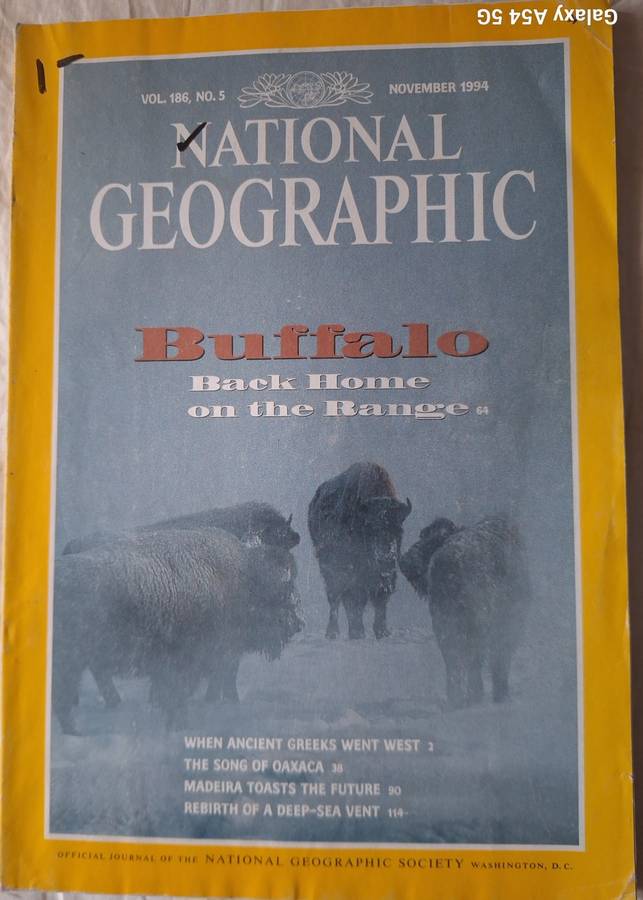 Galaxy A54 5G
VOL. 186, NO. 5
NOVEMBER 1994
NATIONAL
GEOGRAPHIC
Buffalo
Back Home
on the Range 64
WHEN ANCIENT GREEKS WENT WEST 2
THE SONG OF OAXACA 38
MADEIRA TOASTS THE FUTURE 90
REBIRTH OF A DEEP-SEA VENT 114
OFFICIAL JOURNAL OF THE NATIONAL GEOGRAPHIC SOCIETY WASHINGTON, D.C.